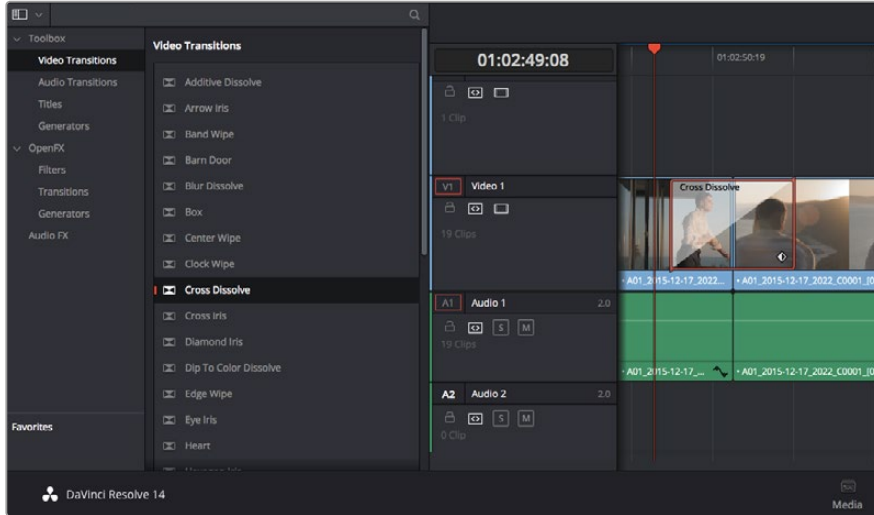 Toolbox
Video Transitions
Audio Transitions
Titles
Generators
OpenFX
Filters
Transitions
Generators
Audio FX
Favorites
Video Transitions
Additive Dissolve
Arrow Iris
Band Wipe
Barn Door
Blur Dissolve
Box
Center Wipe
Clock Wipe
Cross Dissolve
Cross Iris
Diamond Iris
Dip To Color Dissolve
Edge Wipe
Eye Iris
Heart
Hexagon Iris
01:02:49:08
1 Clip
V1 Video 1
19 Clips
A1 Audio 1 2.0
S M
19 Clips
A2 Audio 2 2.0
S M
0 Clip
01:02:50:19
Cross Dissolve
A01_2015-12-17_2022... A01_2015-12-17_2022_C0001_[0
A01_2015-12-17_... A01_2015-12-17_2022_C0001_[0
DaVinci Resolve 14
Media